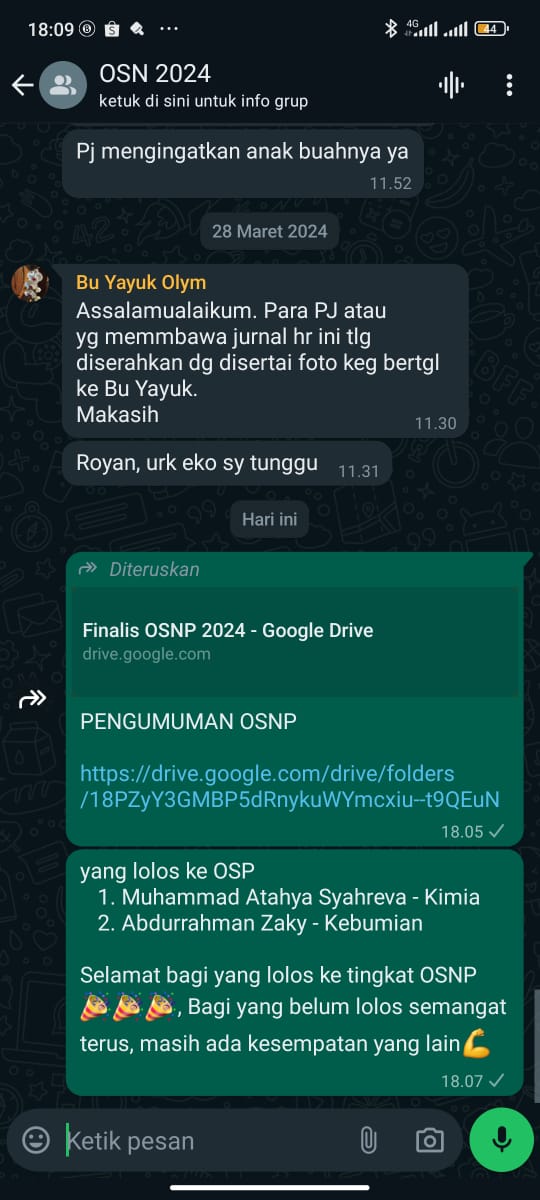 18:09
4G
44
OSN 2024
ketuk di sini untuk info grup
Pj mengingatkan anak buahnya ya
11.52
28 Maret 2024
Bu Yayuk Olym
Assalamualaikum. Para PJ atau
yg memmbawa jurnal hr ini tlg
diserahkan dg disertai foto keg bertgl
ke Bu Yayuk.
Makasih
11.30
Royan, urk eko sy tunggu
11.31
Hari ini
Diteruskan
Finalis OSNP 2024 - Google Drive
drive.google.com
PENGUMUMAN OSNP
https://drive.google.com/drive/folders
/18PZyY3GMBP5dRnykuWYmcxiu--t9QEuN
18.05
yang lolos ke OSP
1. Muhammad Atahya Syahreva - Kimia
2. Abdurrahman Zaky - Kebumian
Selamat bagi yang lolos ke tingkat OSNP
🎉🎉🎉, Bagi yang belum lolos semangat
terus, masih ada kesempatan yang lain💪
18.07
Ketik pesan